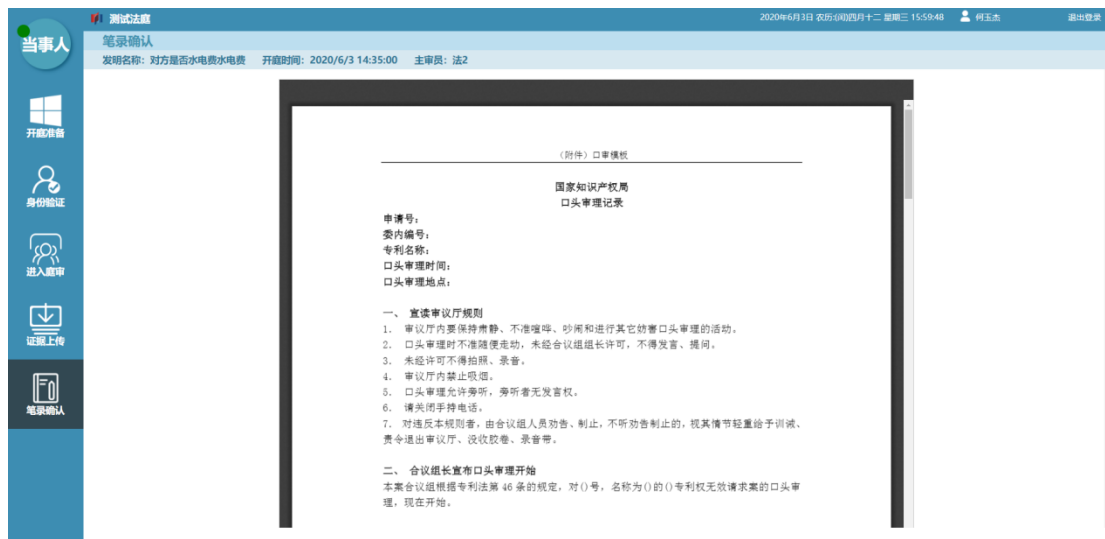 测试法庭
2020年6月3日 农历:(闰)四月十二 星期三 15:59:48
何玉杰
退出登录
当事人
笔录确认
发明名称：对方是否水电费水电费 开庭时间：2020/6/3 14:35:00 主审员：法2
开庭准备
身份验证
进入庭审
证据上传
笔录确认
（附件）口审模板
国家知识产权局
口头审理记录
申请号：
委内编号：
专利名称：
口头审理时间：
口头审理地点：
一、 宣读审议厅规则
1. 审议厅内要保持肃静、不准喧哗、吵闹和进行其它妨害口头审理的活动。
2. 口头审理时不准随便走动，未经合议组组长许可，不得发言、提问。
3. 未经许可不得拍照、录音。
4. 审议厅内禁止吸烟。
5. 口头审理允许旁听，旁听者无发言权。
6. 请关闭手持电话。
7. 对违反本规则者，由合议组人员劝告、制止，不听劝告制止的，视其情节轻重给予训诫、
责令退出审议厅、没收胶卷、录音带。
二、 合议组长宣布口头审理开始
本案合议组根据专利法第 46 条的规定，对()号，名称为()的()专利权无效请求案的口头审
理，现在开始。